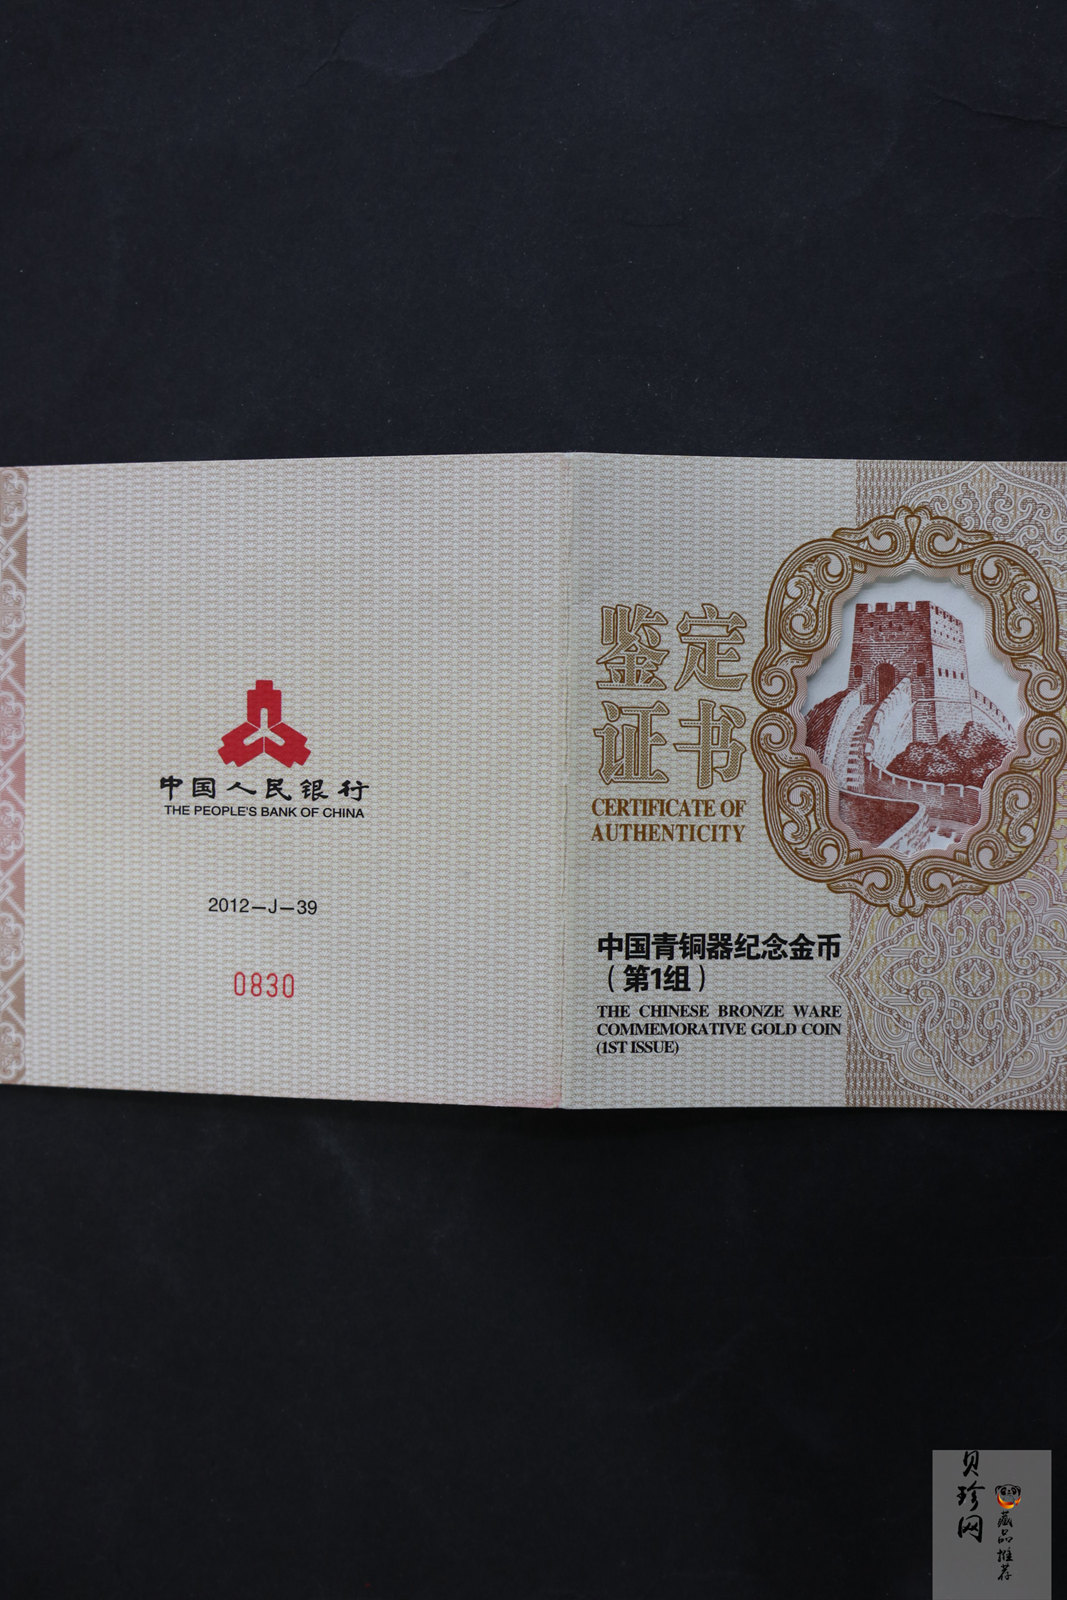 中国人民银行
THE PEOPLE'S BANK OF CHINA
2012—J—39
0830
鉴定
证书
CERTIFICATE OF
AUTHENTICITY
中国青铜器纪念金币
（第1组）
THE CHINESE BRONZE WARE
COMMEMORATIVE GOLD COIN
(1ST ISSUE)
贝珍网
藏品推荐